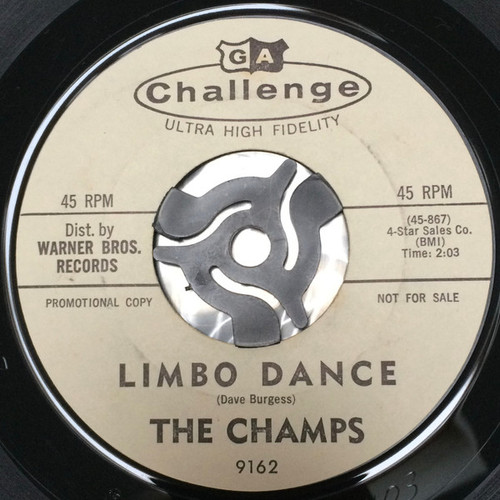 GA
Challenge
ULTRA HIGH FIDELITY
45 RPM
45 RPM
Dist. by
WARNER BROS.
RECORDS
(45-867)
4-Star Sales Co.
(BMI)
Time: 2:03
PROMOTIONAL COPY
NOT FOR SALE
LIMBO DANCE
(Dave Burgess)
THE CHAMPS
9162